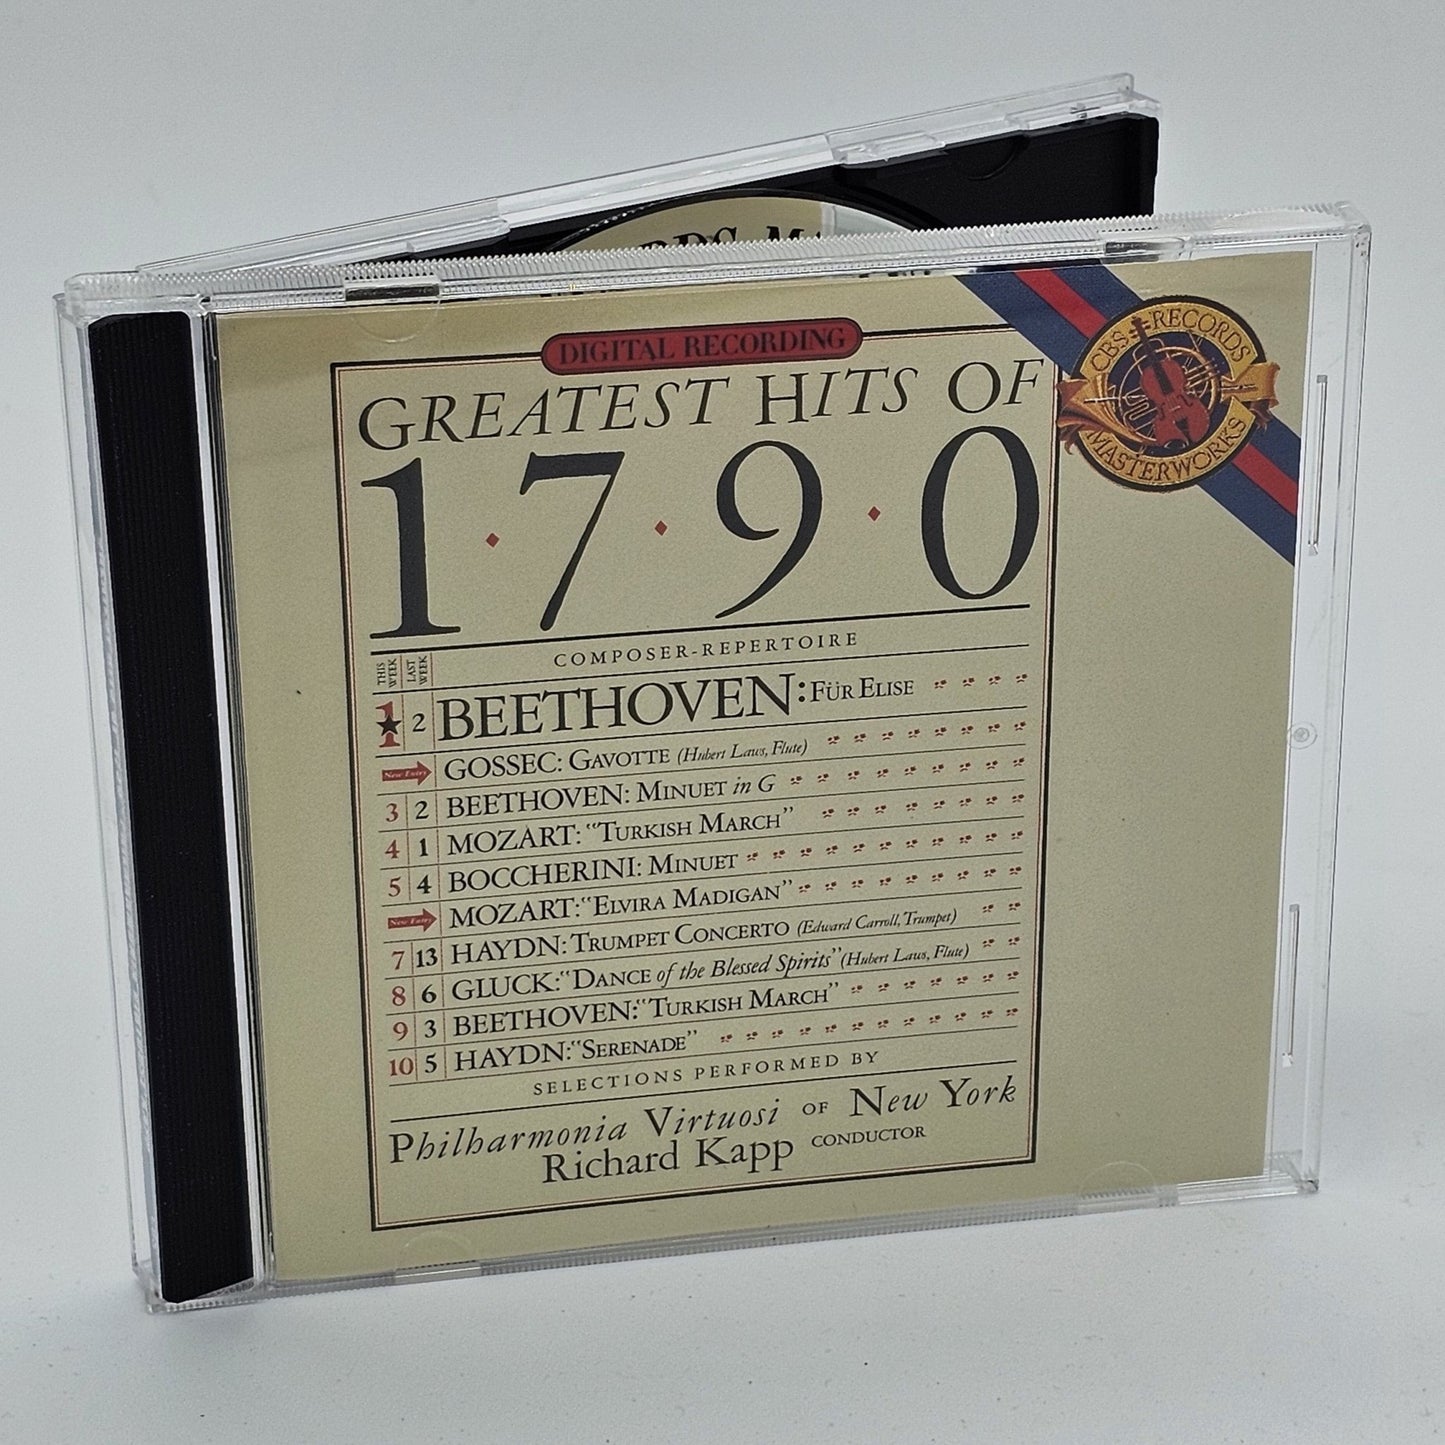 DIGITAL RECORDING
CBS RECORDS
MASTERWORKS
GREATEST HITS OF
1·7·9·0
COMPOSER-REPERTOIRE
THIS WEEK LAST WEEK
1 2 BEETHOVEN: FÜR ELISE
New Entry GOSSEC: GAVOTTE (Hubert Laws, Flute)
3 2 BEETHOVEN: MINUET in G
4 1 MOZART: "TURKISH MARCH"
5 4 BOCCHERINI: MINUET
New Entry MOZART: "ELVIRA MADIGAN"
7 13 HAYDN: TRUMPET CONCERTO (Edward Carroll, Trumpet)
8 6 GLUCK: "DANCE of the Blessed Spirits" (Hubert Laws, Flute)
9 3 BEETHOVEN: "TURKISH MARCH"
10 5 HAYDN: "SERENADE"
SELECTIONS PERFORMED BY
Philharmonia Virtuosi OF New York
Richard Kapp CONDUCTOR